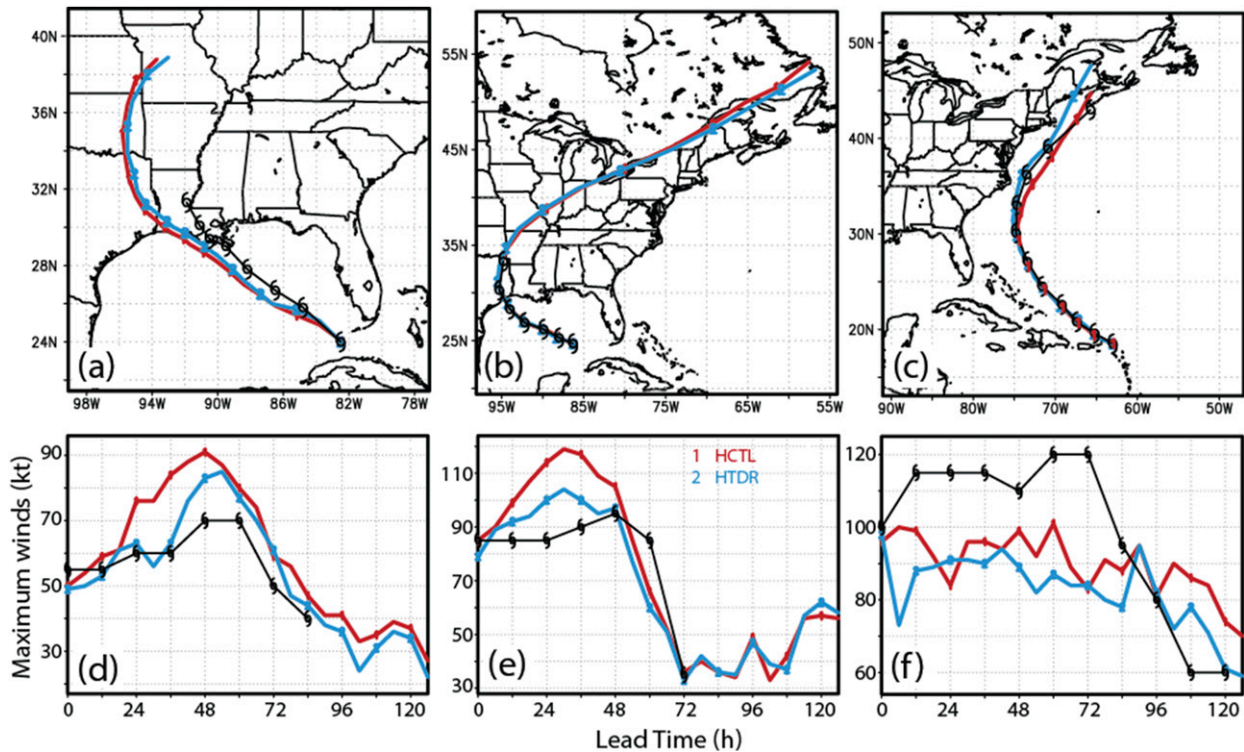 40N
36N
32N
28N
24N
(a)
98W 94W 90W 86W 82W 78W 77W
55N
45N
35N
25N
(b)
95W 85W 75W 65W 55W
50N
40N
30N
20N
(c)
90W 80W 70W 60W 50W
Maximum winds (kt)
90
70
50
30
(d)
0 24 48 72 96 120
110
90
70
50
30
1 HCTL
2 HTDR
(e)
0 24 48 72 96 120
120
100
80
60
(f)
0 24 48 72 96 120
Lead Time (h)